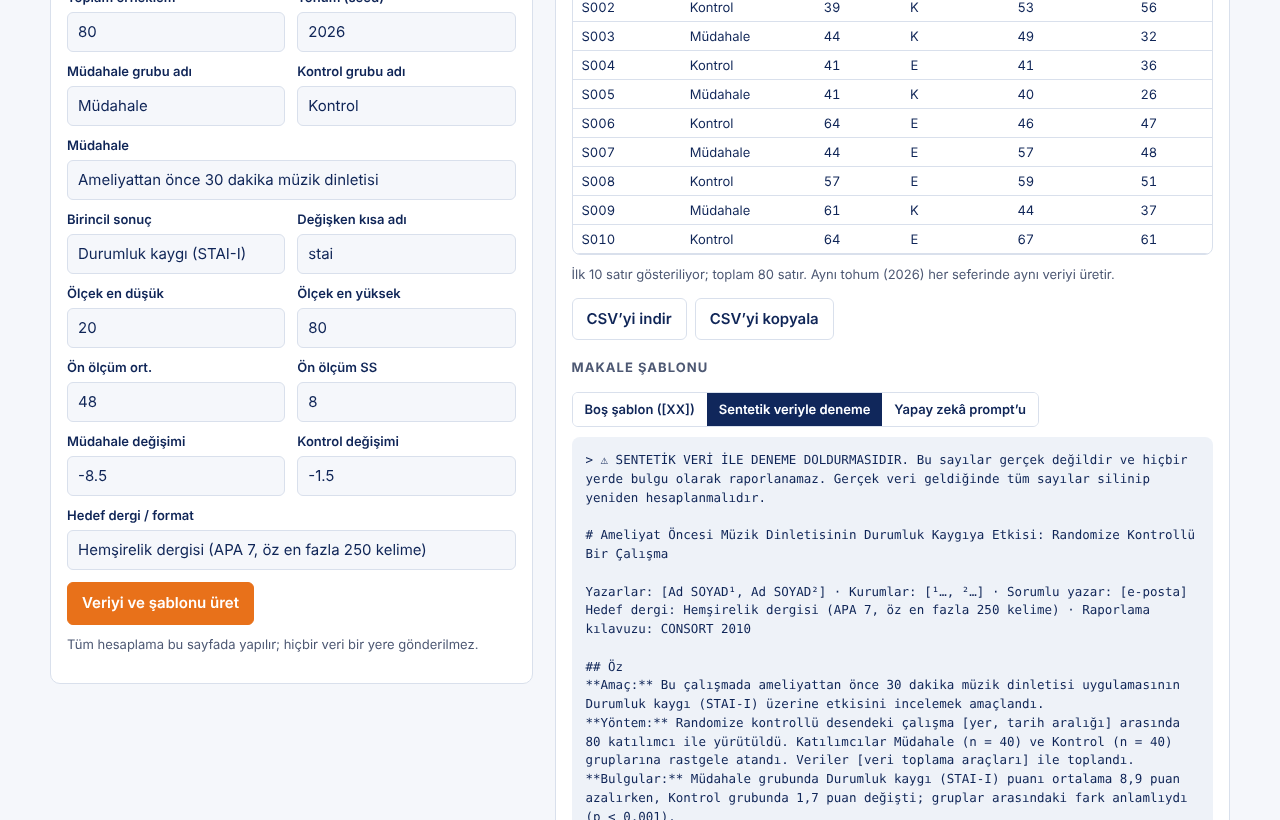 80
2026
Müdahale grubu adı
Kontrol grubu adı
Müdahale
Kontrol
Müdahale
Ameliyattan önce 30 dakika müzik dinletisi
Birincil sonuç
Değişken kısa adı
Durumluk kaygı (STAI-I)
stai
Ölçek en düşük
Ölçek en yüksek
20
80
Ön ölçüm ort.
Ön ölçüm SS
48
8
Müdahale değişimi
Kontrol değişimi
-8.5
-1.5
Hedef dergi / format
Hemşirelik dergisi (APA 7, öz en fazla 250 kelime)
Veriyi ve şablonu üret
Tüm hesaplama bu sayfada yapılır; hiçbir veri bir yere gönderilmez.
S002 Kontrol 39 K 53 56
S003 Müdahale 44 K 49 32
S004 Kontrol 41 E 41 36
S005 Müdahale 41 K 40 26
S006 Kontrol 64 E 46 47
S007 Müdahale 44 E 57 48
S008 Kontrol 57 E 59 51
S009 Müdahale 61 K 44 37
S010 Kontrol 64 E 67 61
İlk 10 satır gösteriliyor; toplam 80 satır. Aynı tohum (2026) her seferinde aynı veriyi üretir.
CSV’yi indir
CSV’yi kopyala
MAKALE ŞABLONU
Boş şablon ([XX])
Sentetik veriyle deneme
Yapay zekâ prompt’u
> ⚠ SENTETİK VERİ İLE DENEME DOLDURMASIDIR. Bu sayılar gerçek değildir ve hiçbir
yerde bulgu olarak raporlanamaz. Gerçek veri geldiğinde tüm sayılar silinip
yeniden hesaplanmalıdır.
# Ameliyat Öncesi Müzik Dinletisinin Durumluk Kaygıya Etkisi: Randomize Kontrollü
Bir Çalışma
Yazarlar: [Ad SOYAD¹, Ad SOYAD²] · Kurumlar: [¹…, ²…] · Sorumlu yazar: [e-posta]
Hedef dergi: Hemşirelik dergisi (APA 7, öz en fazla 250 kelime) · Raporlama
kılavuzu: CONSORT 2010
## Öz
**Amaç:** Bu çalışmada ameliyattan önce 30 dakika müzik dinletisi uygulamasının
Durumluk kaygı (STAI-I) üzerine etkisini incelemek amaçlandı.
**Yöntem:** Randomize kontrollü desendeki çalışma [yer, tarih aralığı] arasında
80 katılımcı ile yürütüldü. Katılımcılar Müdahale (n = 40) ve Kontrol (n = 40)
gruplarına rastgele atandı. Veriler [veri toplama araçları] ile toplandı.
**Bulgular:** Müdahale grubunda Durumluk kaygı (STAI-I) puanı ortalama 8,9 puan
azalırken, Kontrol grubunda 1,7 puan değişti; gruplar arasındaki fark anlamlıydı
(p < 0,001).